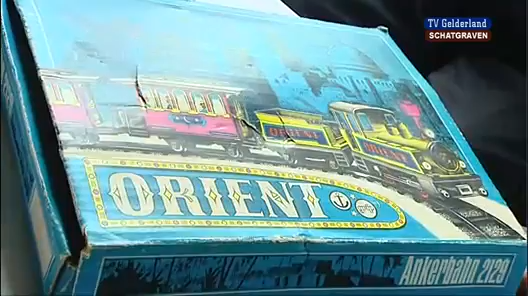 TV Gelderland
SCHATGRAVEN
ORIENT
ORIENT
ORIENT
Ankerbahn 2129